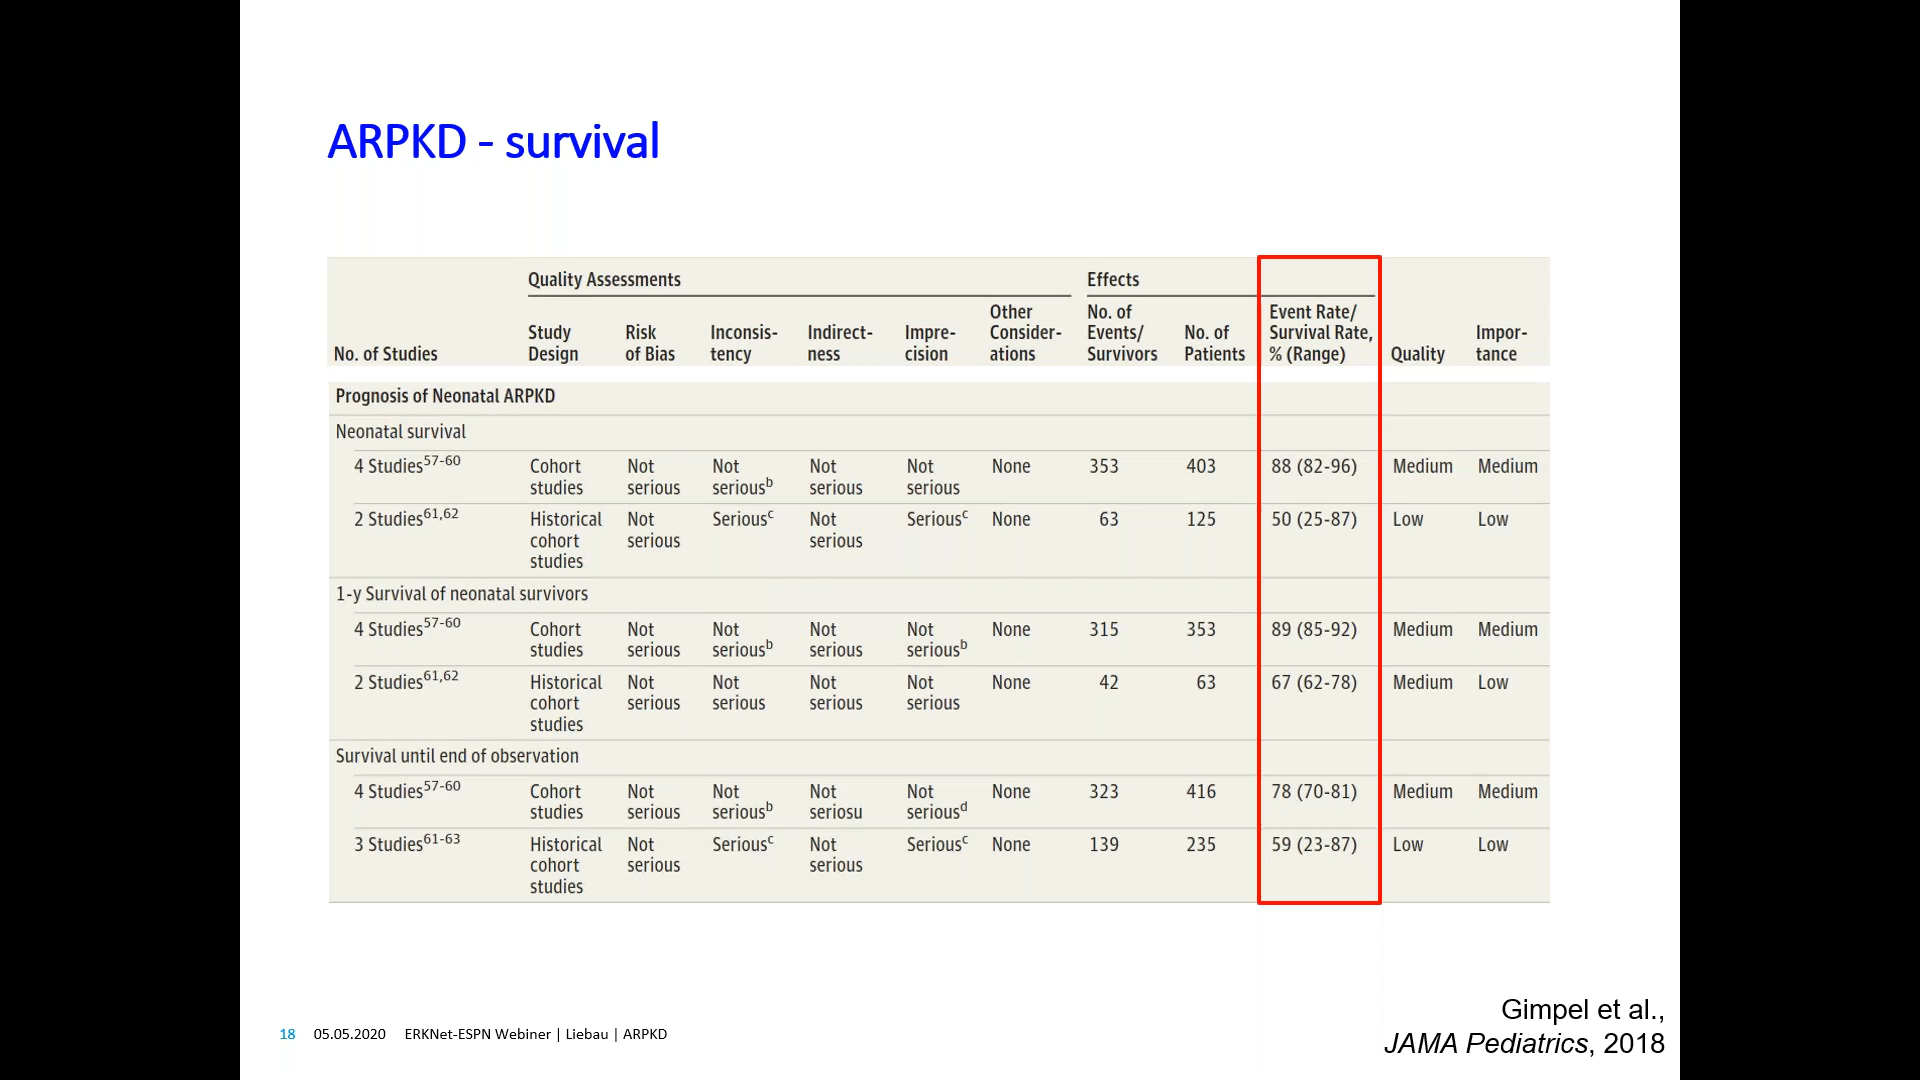 ARPKD - survival
Quality Assessments Effects
No. of Studies Study Design Risk of Bias Inconsis-tency Indirect-ness Impre-cision Other Consider-ations No. of Events/ Survivors No. of Patients Event Rate/ Survival Rate, % (Range) Quality Impor-tance
Prognosis of Neonatal ARPKD
Neonatal survival
4 Studies57-60 Cohort studies Not serious Not seriousb Not serious Not serious None 353 403 88 (82-96) Medium Medium
2 Studies61,62 Historical cohort studies Not serious Seriousc Not serious Seriousc None 63 125 50 (25-87) Low Low
1-y Survival of neonatal survivors
4 Studies57-60 Cohort studies Not serious Not seriousb Not serious Not seriousb None 315 353 89 (85-92) Medium Medium
2 Studies61,62 Historical cohort studies Not serious Not serious Not serious Not serious None 42 63 67 (62-78) Medium Low
Survival until end of observation
4 Studies57-60 Cohort studies Not serious Not seriousb Not seriosu Not seriousd None 323 416 78 (70-81) Medium Medium
3 Studies61-63 Historical cohort studies Not serious Seriousc Not serious Seriousc None 139 235 59 (23-87) Low Low
Gimpel et al.,
JAMA Pediatrics, 2018
18 05.05.2020 ERKNet-ESPN Webiner | Liebau | ARPKD